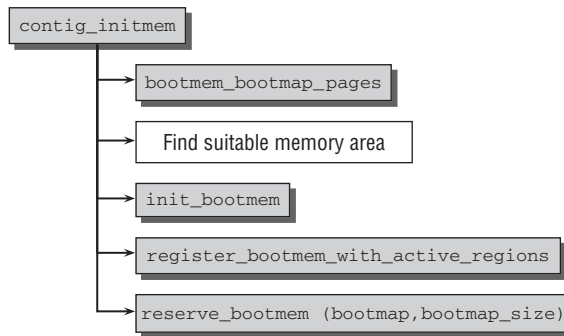 contig_initmem
bootmem_bootmap_pages
Find suitable memory area
init_bootmem
register_bootmem_with_active_regions
reserve_bootmem (bootmap,bootmap_size)